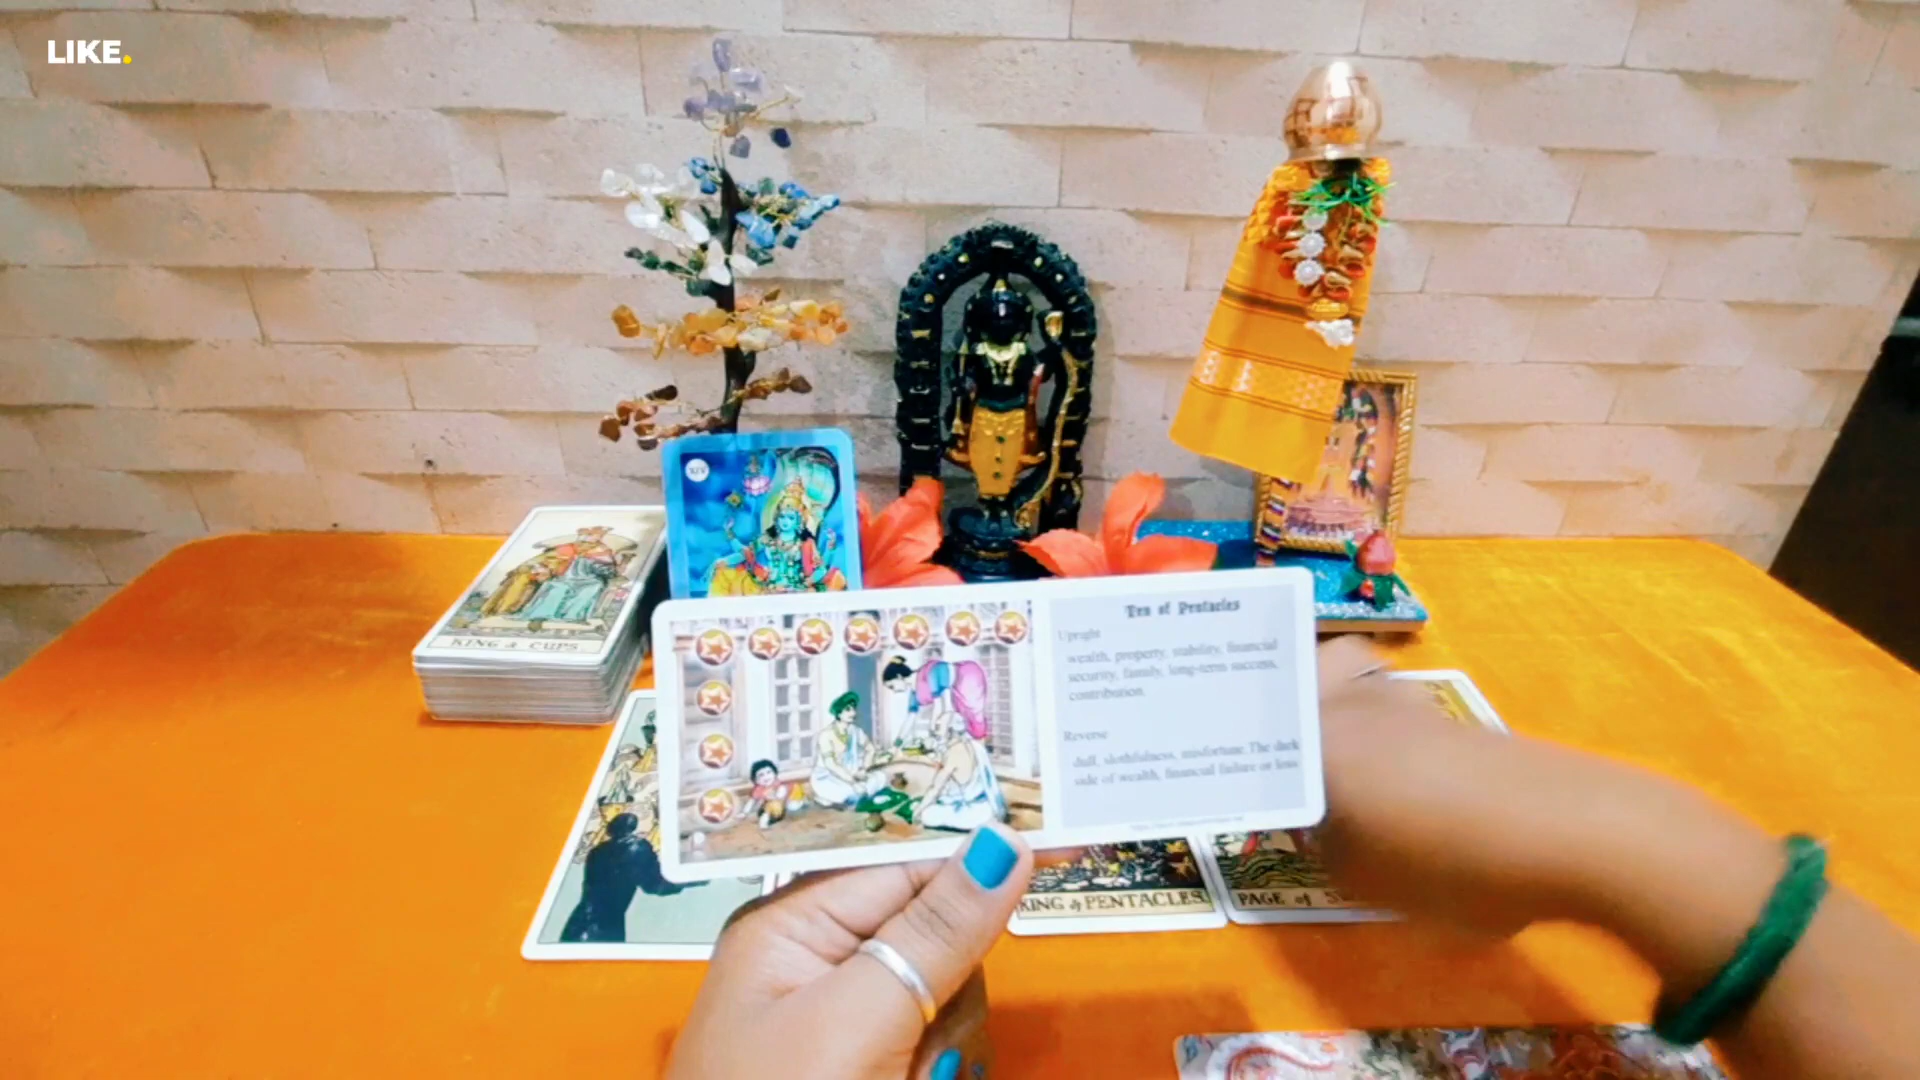 LIKE.
XIV
KING of CUPS.
Ten of Pentacles
Upright
wealth, property, stability, financial
security, family, long-term success,
contribution.
Reverse
dull, slothfulness, misfortune. The dark
side of wealth, financial failure or loss
KING of PENTACLES.
PAGE of